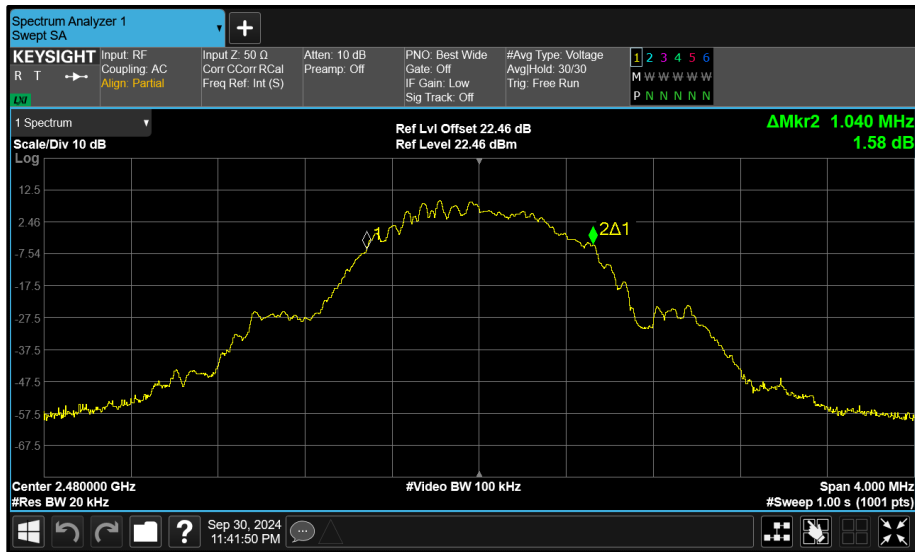 Spectrum Analyzer 1
Swept SA
KEYSIGHT
R T
LXI
Input: RF
Coupling: AC
Align: Partial
Input Z: 50 Ω
Corr CCorr RCal
Freq Ref: Int (S)
Atten: 10 dB
Preamp: Off
PNO: Best Wide
Gate: Off
IF Gain: Low
Sig Track: Off
#Avg Type: Voltage
Avg|Hold: 30/30
Trig: Free Run
1 2 3 4 5 6
M W W W W W
P N N N N N
1 Spectrum
Scale/Div 10 dB
Log
Ref Lvl Offset 22.46 dB
Ref Level 22.46 dBm
ΔMkr2 1.040 MHz
1.58 dB
12.5
2.46
-7.54
-17.5
-27.5
-37.5
-47.5
-57.5
-67.5
1
2Δ1
Center 2.480000 GHz
#Video BW 100 kHz
Span 4.000 MHz
#Res BW 20 kHz
#Sweep 1.00 s (1001 pts)
?
Sep 30, 2024
11:41:50 PM